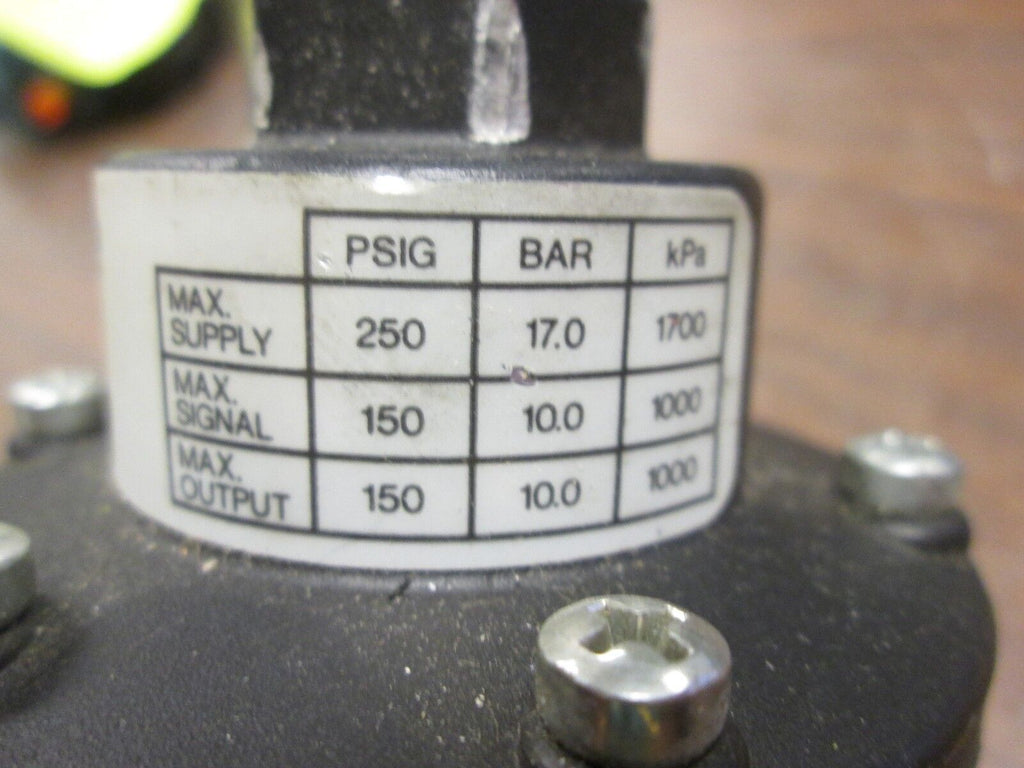 PSIG BAR kPa
MAX.
SUPPLY 250 17.0 1700
MAX.
SIGNAL 150 10.0 1000
MAX.
OUTPUT 150 10.0 1000